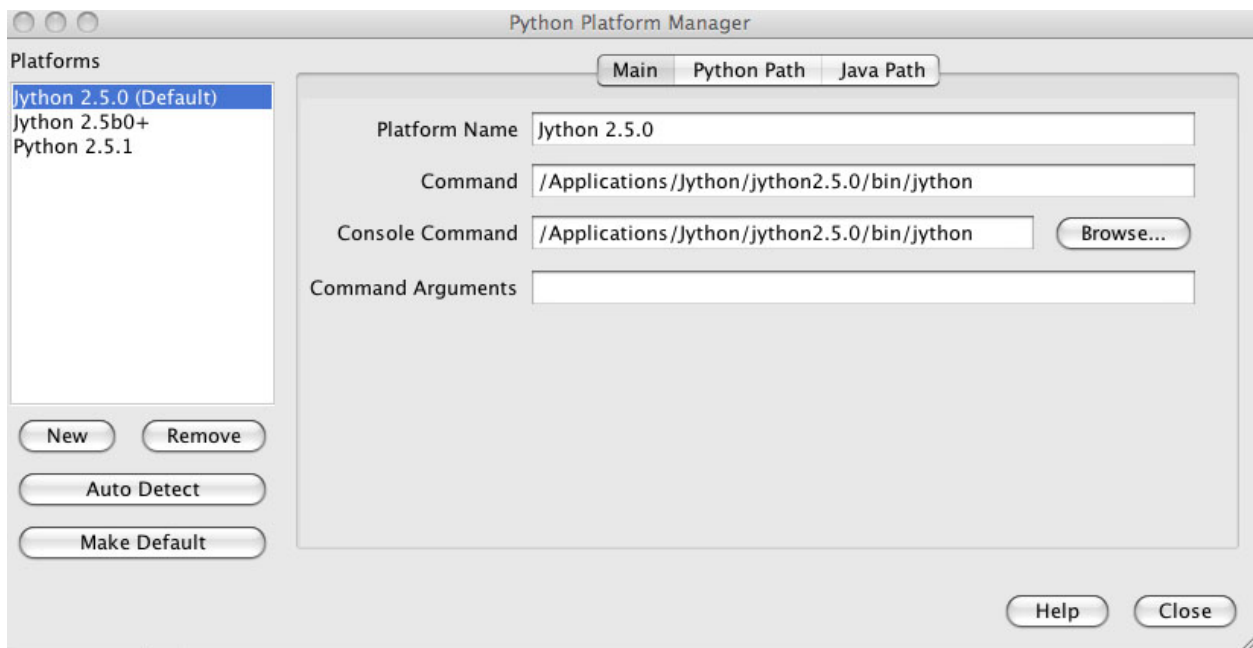 Python Platform Manager
Platforms
Jython 2.5.0 (Default)
Jython 2.5b0+
Python 2.5.1
New Remove
Auto Detect
Make Default
Main Python Path Java Path
Platform Name Jython 2.5.0
Command /Applications/Jython/jython2.5.0/bin/jython
Console Command /Applications/Jython/jython2.5.0/bin/jython Browse...
Command Arguments
Help Close